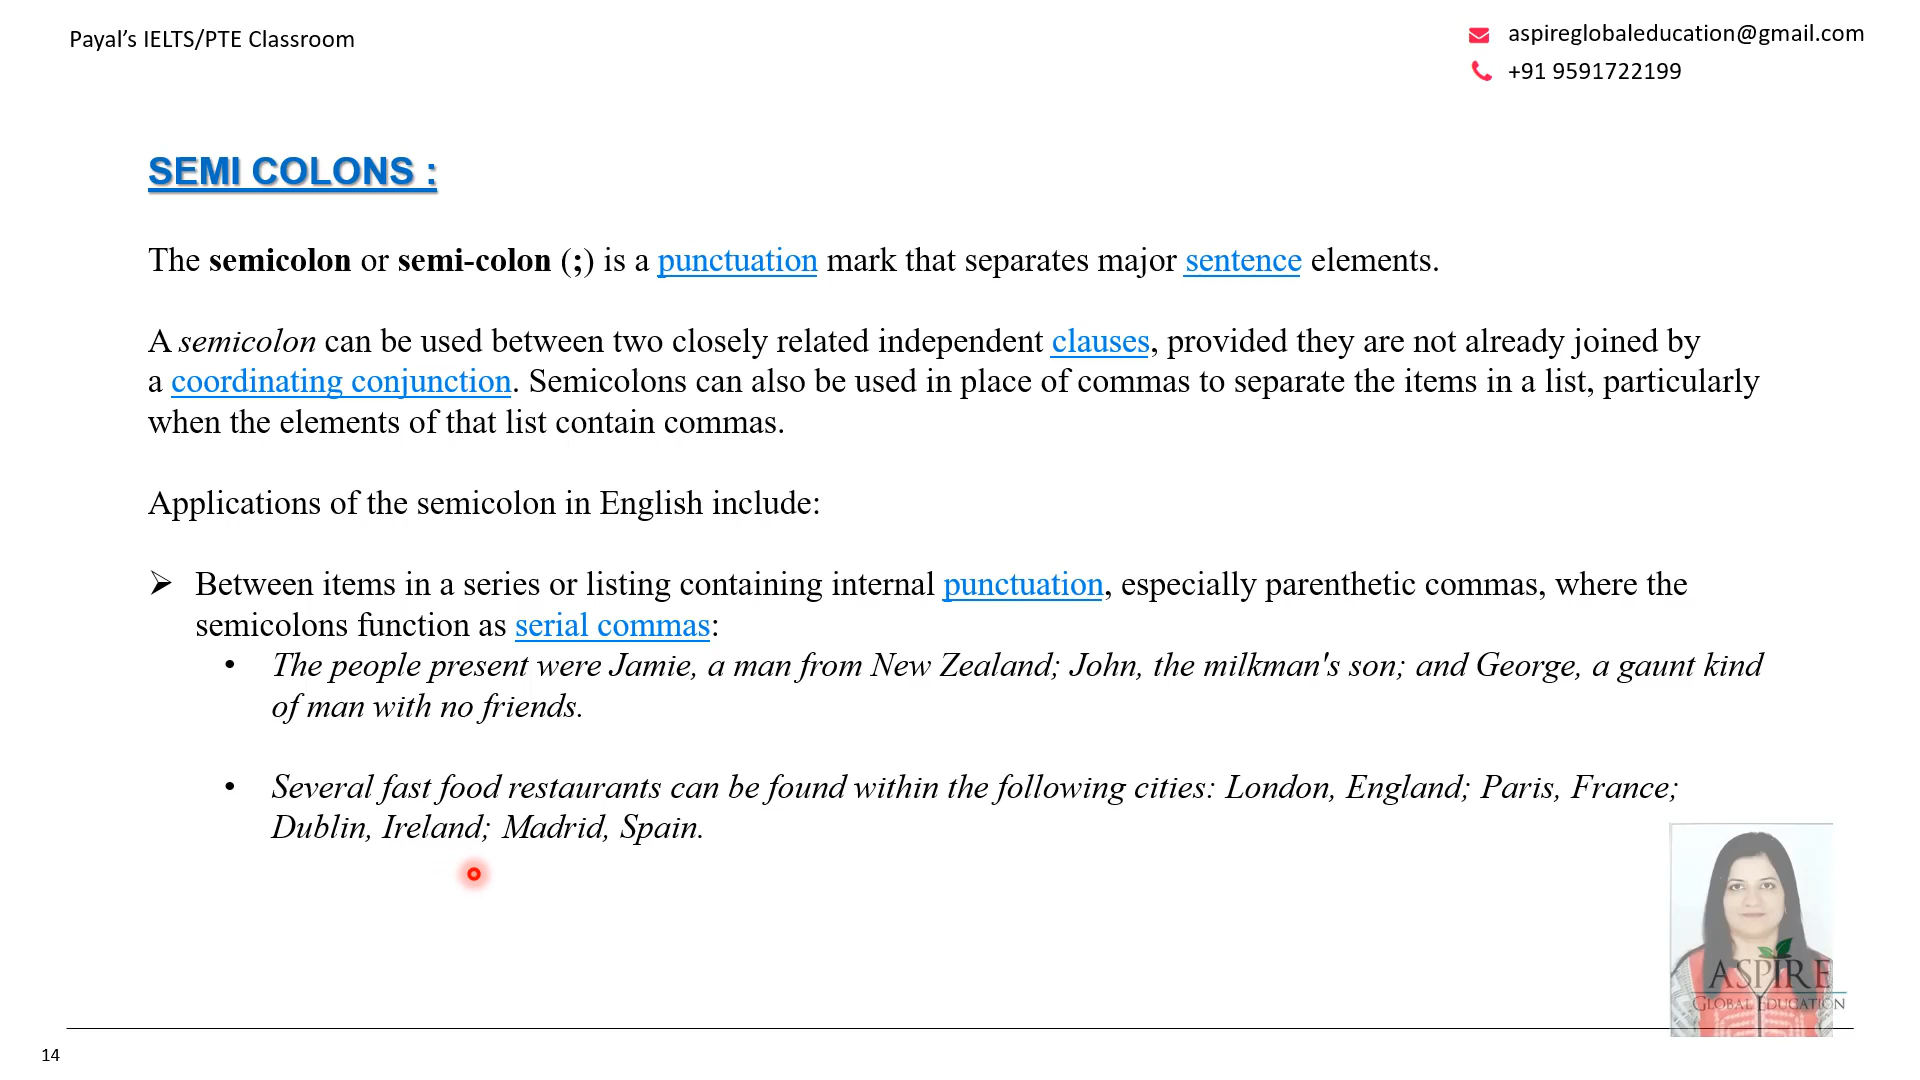 Payal’s IELTS/PTE Classroom
aspireglobaleducation@gmail.com
+91 9591722199
SEMI COLONS :
The semicolon or semi-colon (;) is a punctuation mark that separates major sentence elements.
A semicolon can be used between two closely related independent clauses, provided they are not already joined by
a coordinating conjunction. Semicolons can also be used in place of commas to separate the items in a list, particularly
when the elements of that list contain commas.
Applications of the semicolon in English include:
➢ Between items in a series or listing containing internal punctuation, especially parenthetic commas, where the
semicolons function as serial commas:
• The people present were Jamie, a man from New Zealand; John, the milkman's son; and George, a gaunt kind
of man with no friends.
• Several fast food restaurants can be found within the following cities: London, England; Paris, France;
Dublin, Ireland; Madrid, Spain.
ASPIRE
GLOBAL EDUCATION
14